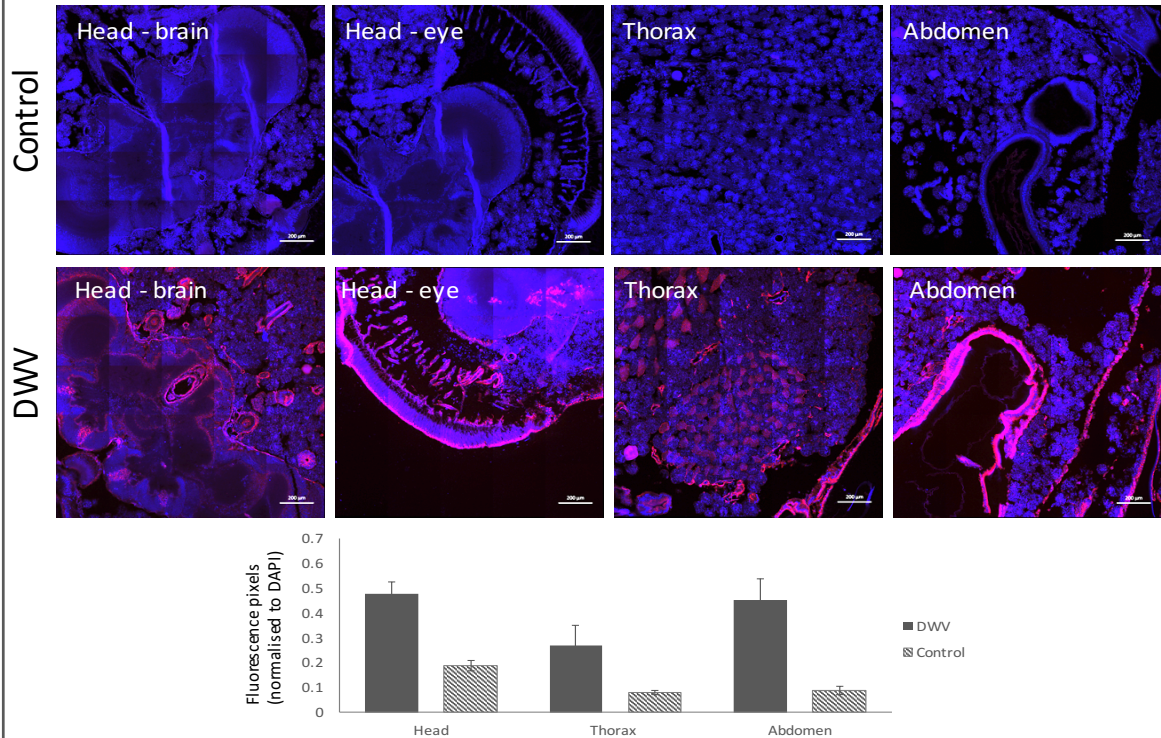 Control
Head - brain
Head - eye
Thorax
Abdomen
200 µm
200 µm
200 µm
200 µm
DWV
Head - brain
Head - eye
Thorax
Abdomen
200 µm
200 µm
200 µm
200 µm
Fluorescence pixels
(normalised to DAPI)
0.7
0.6
0.5
0.4
0.3
0.2
0.1
0
Head
Thorax
Abdomen
DWV
Control